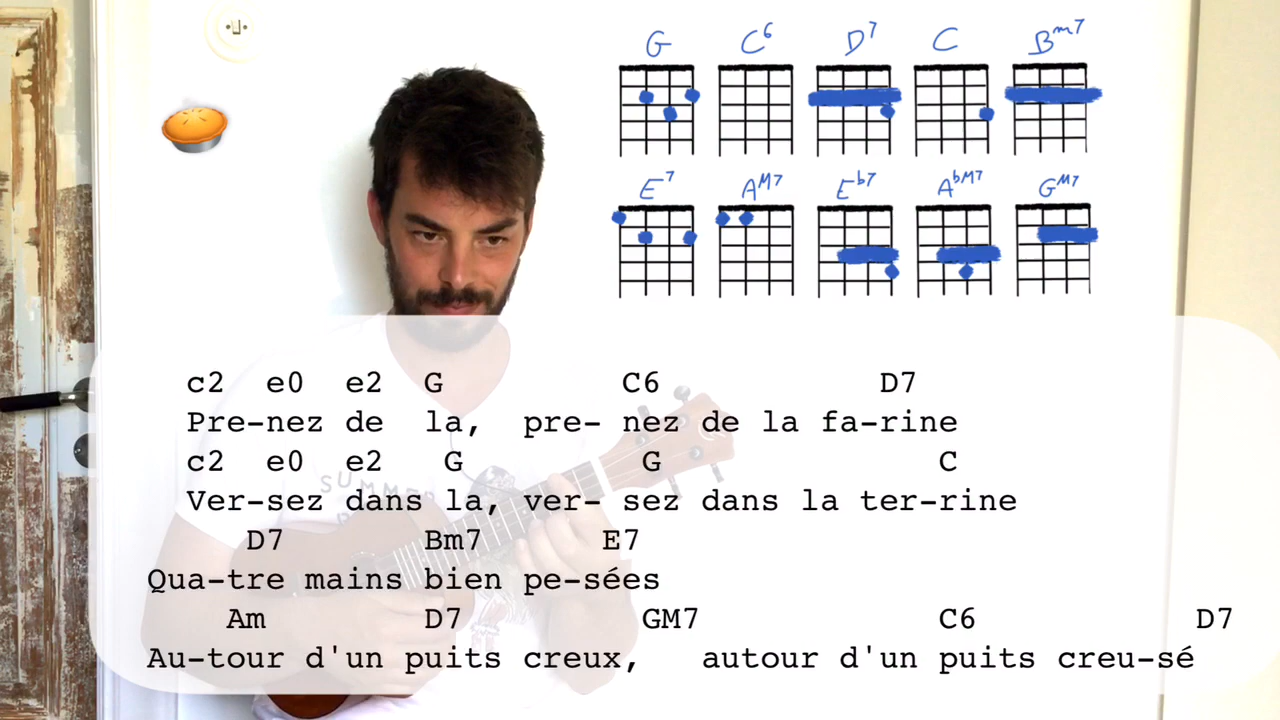 G C6 D7 C Bm7
E7 AM7 Eb7 AbM7 GM7
c2 e0 e2 G C6 D7
Pre-nez de la, pre- nez de la fa-rine
c2 e0 e2 G G C
Ver-sez dans la, ver- sez dans la ter-rine
D7 Bm7 E7
Qua-tre mains bien pe-sées
Am D7 GM7 C6 D7
Au-tour d'un puits creux, autour d'un puits creu-sé
SUMMER